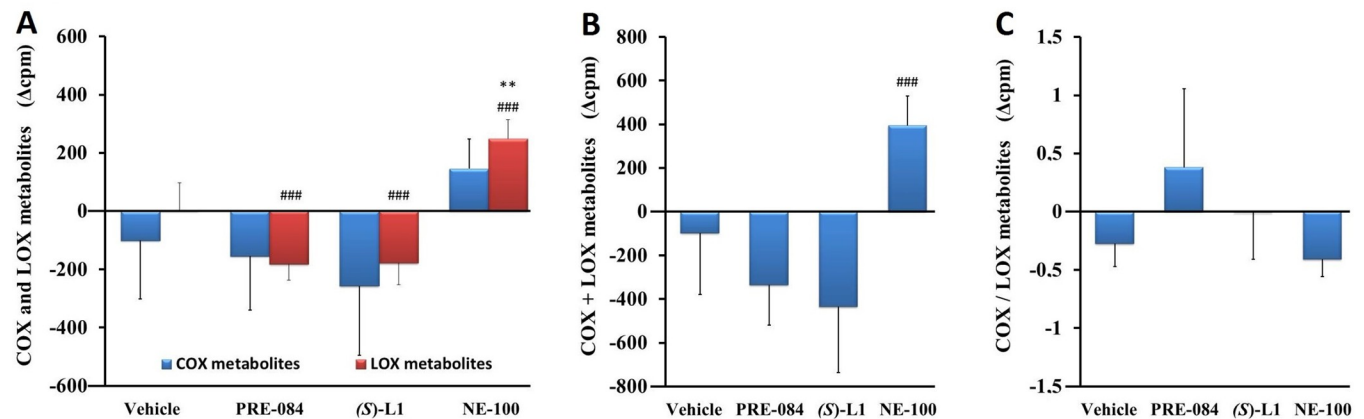 A
COX and LOX metabolites (Δcpm)
600
400
200
0
-200
-400
-600
**
###
###
###
COX metabolites
LOX metabolites
Vehicle PRE-084 (S)-L1 NE-100
B
COX + LOX metabolites (Δcpm)
800
600
400
200
0
-200
-400
-600
-800
###
Vehicle PRE-084 (S)-L1 NE-100
C
COX / LOX metabolites (Δcpm)
1.5
1
0.5
0
-0.5
-1
-1.5
Vehicle PRE-084 (S)-L1 NE-100